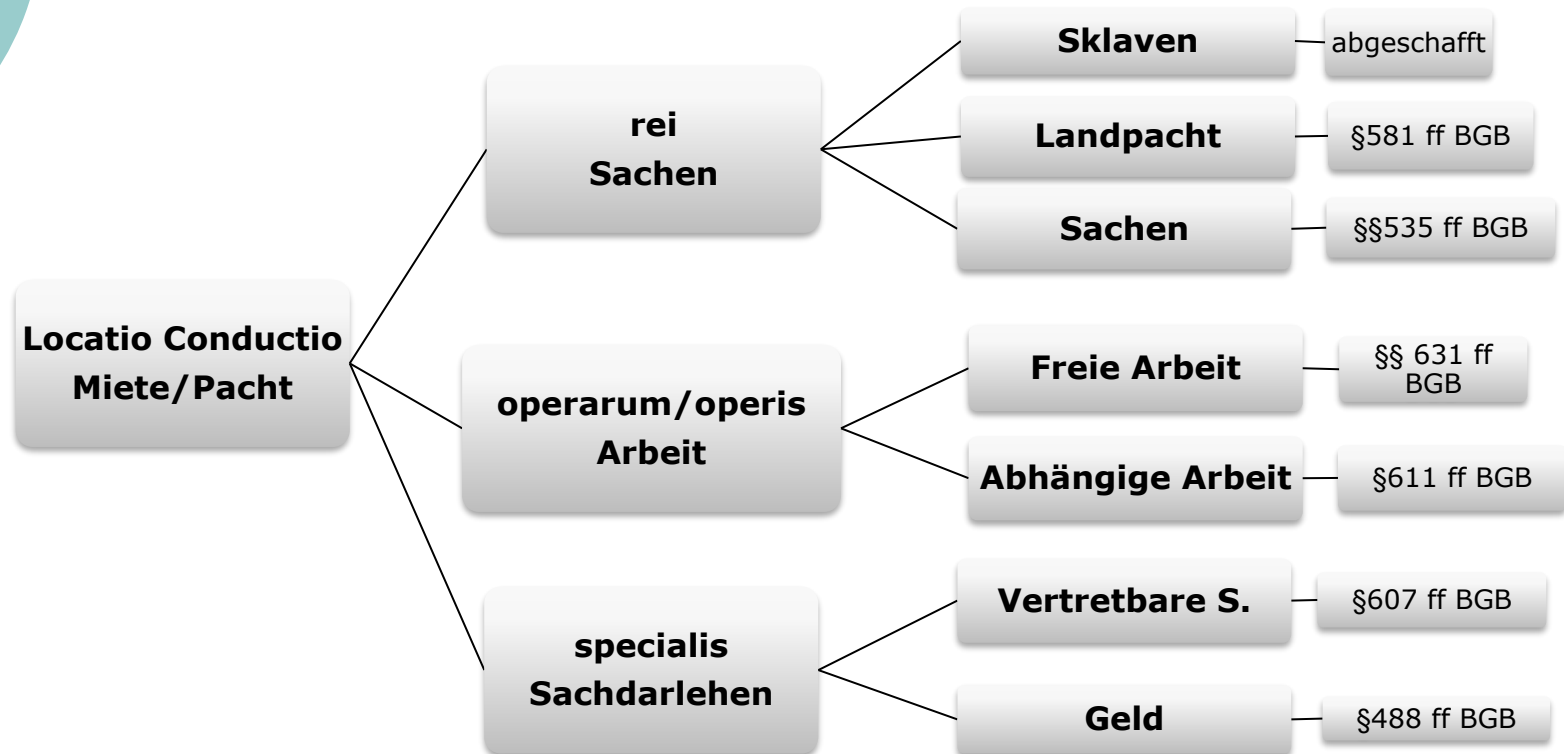 Locatio Conductio
Miete/Pacht
rei
Sachen
Sklaven
abgeschafft
Landpacht
§581 ff BGB
Sachen
§§535 ff BGB
operarum/operis
Arbeit
Freie Arbeit
§§ 631 ff
BGB
Abhängige Arbeit
§611 ff BGB
specialis
Sachdarlehen
Vertretbare S.
§607 ff BGB
Geld
§488 ff BGB